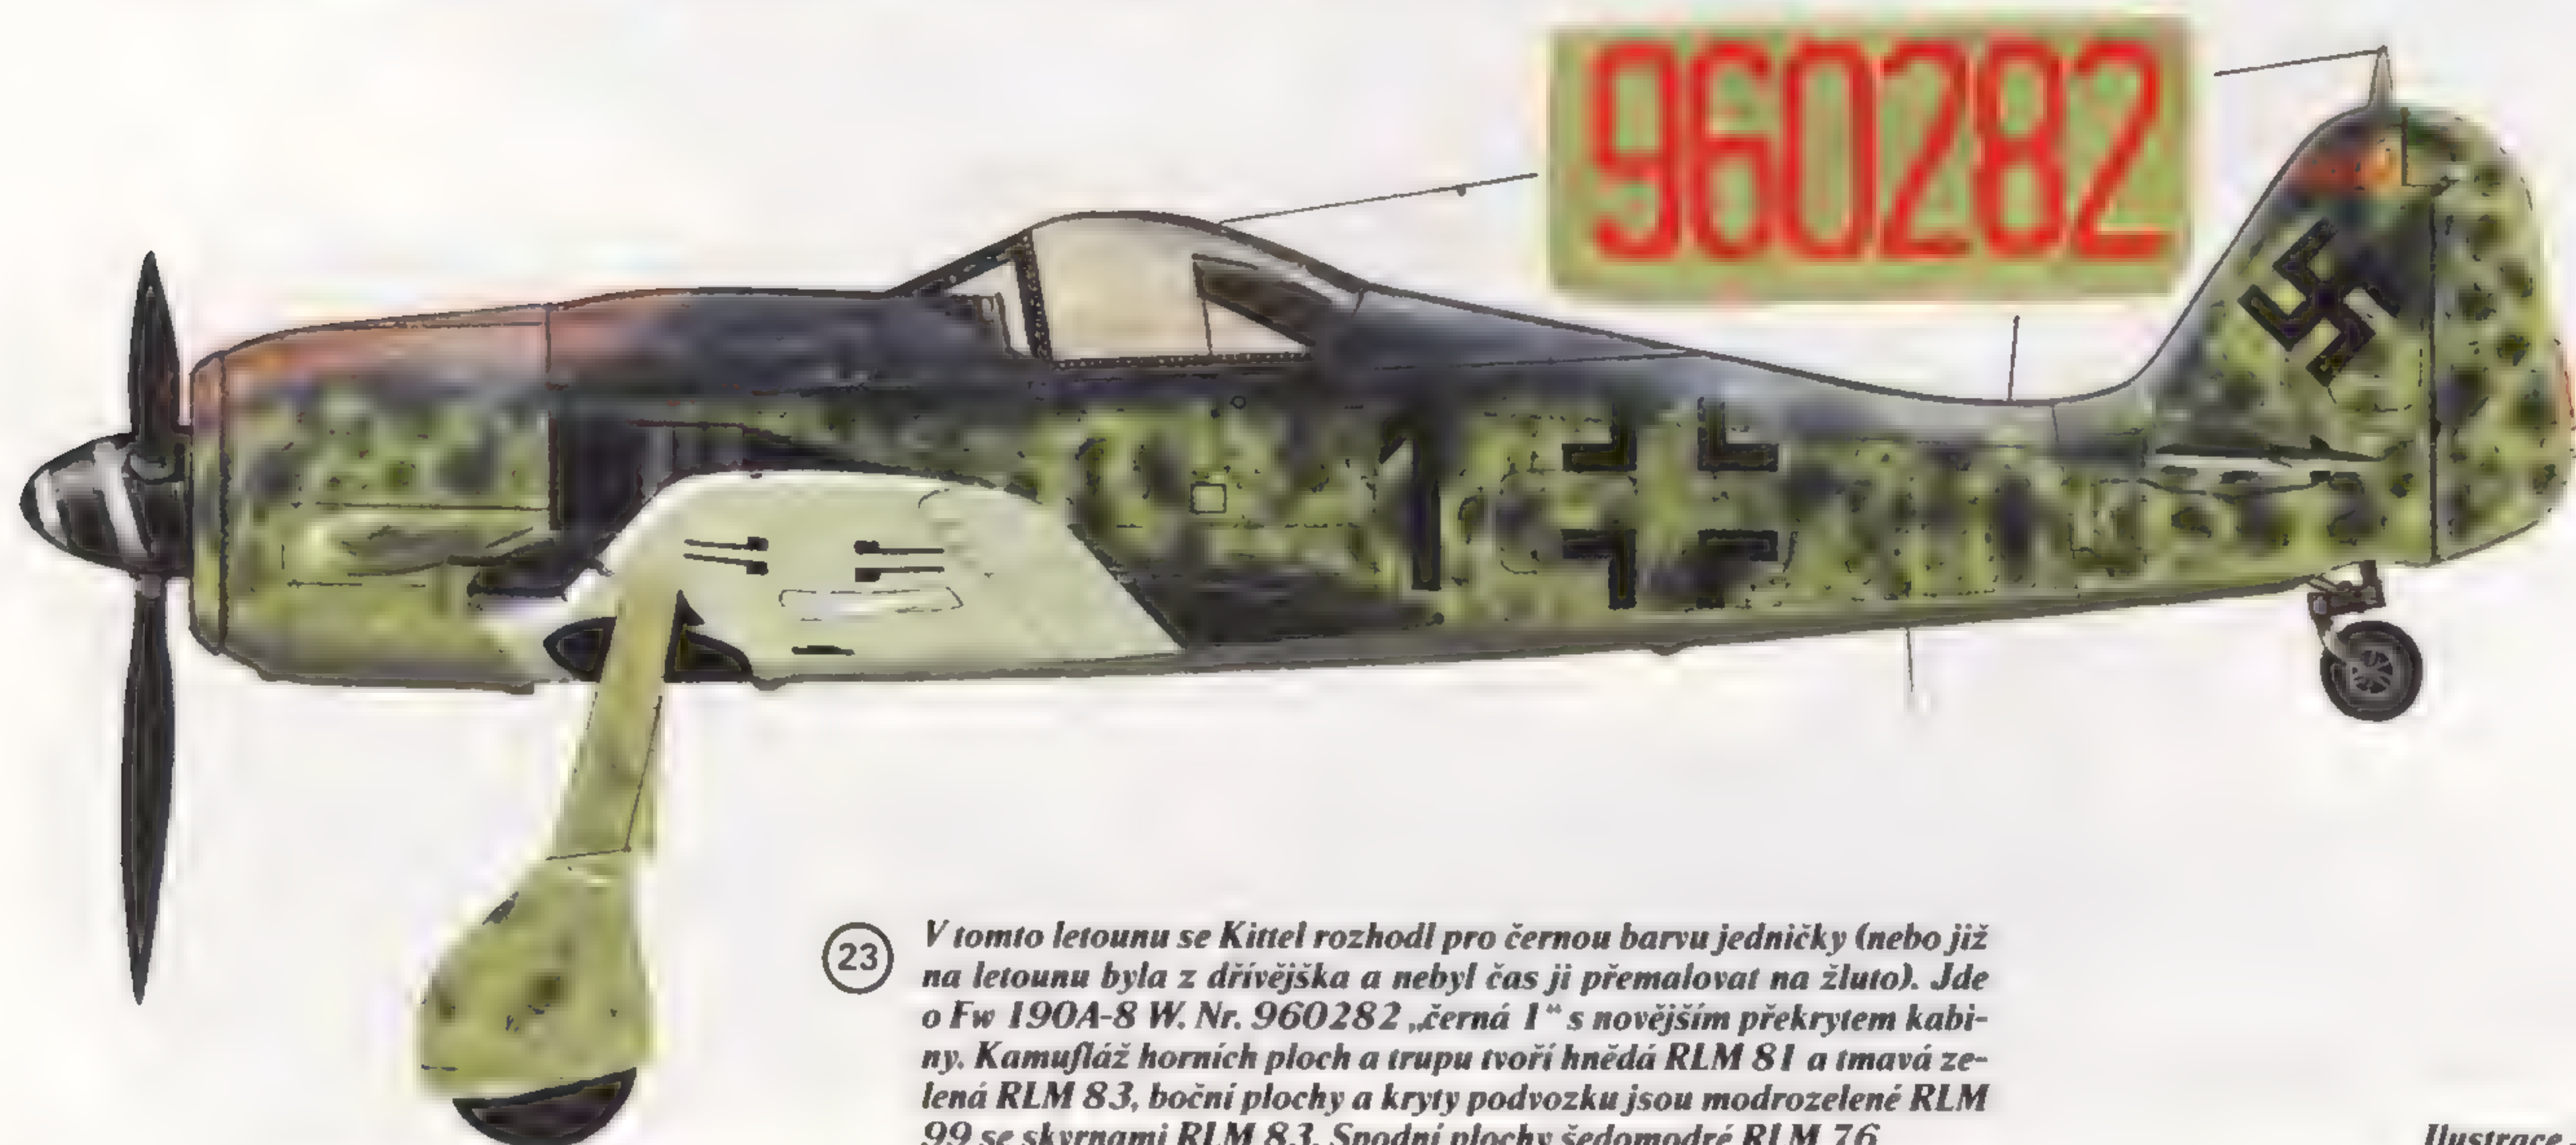 960282
1
23
V tomto letounu se Kittel rozhodl pro černou barvu jedničky (nebo již
na letounu byla z dřívějška a nebyl čas ji přemalovat na žluto). Jde
o Fw 190A-8 W. Nr. 960282 „černá 1“ s novějším překrytem kabi-
ny. Kamufláž horních ploch a trupu tvoří hnědá RLM 81 a tmavá ze-
lená RLM 83, boční plochy a kryty podvozku jsou modrozelené RLM
99 se skvrnami RLM 83. Spodní plochy šedomodré RLM 76
Ilustrace